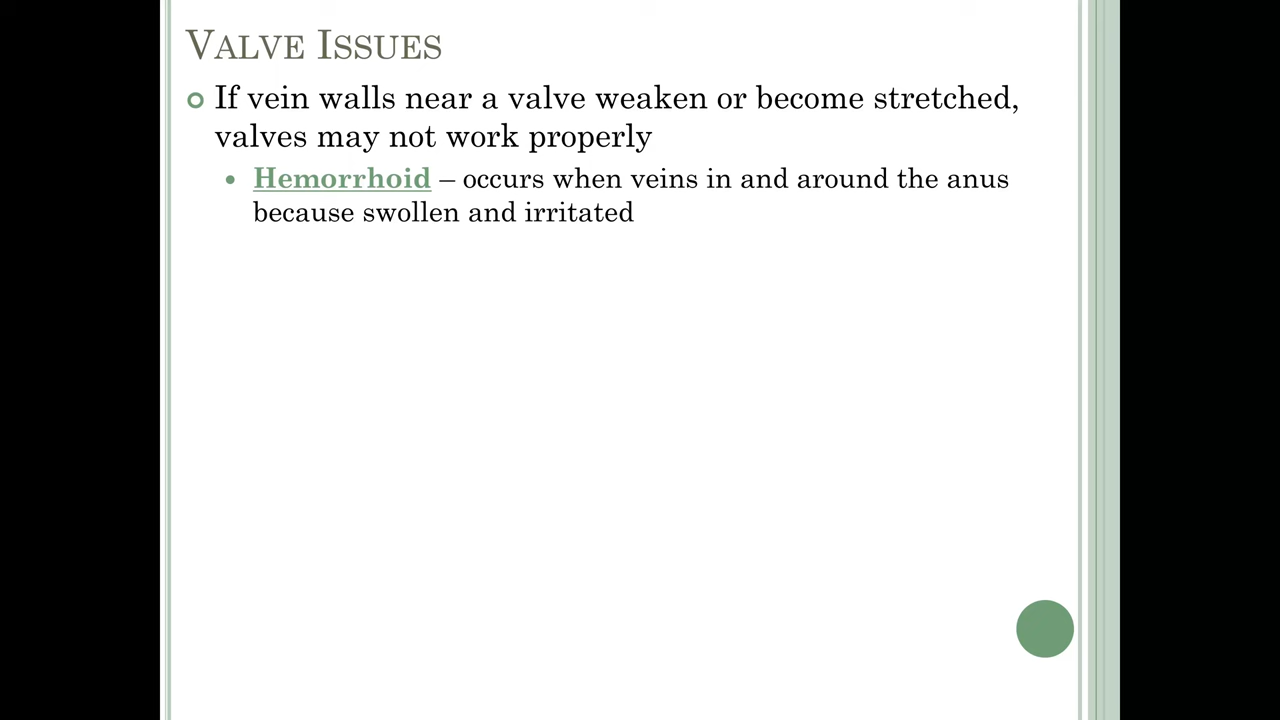 Valve Issues
If vein walls near a valve weaken or become stretched,
valves may not work properly
Hemorrhoid – occurs when veins in and around the anus
because swollen and irritated